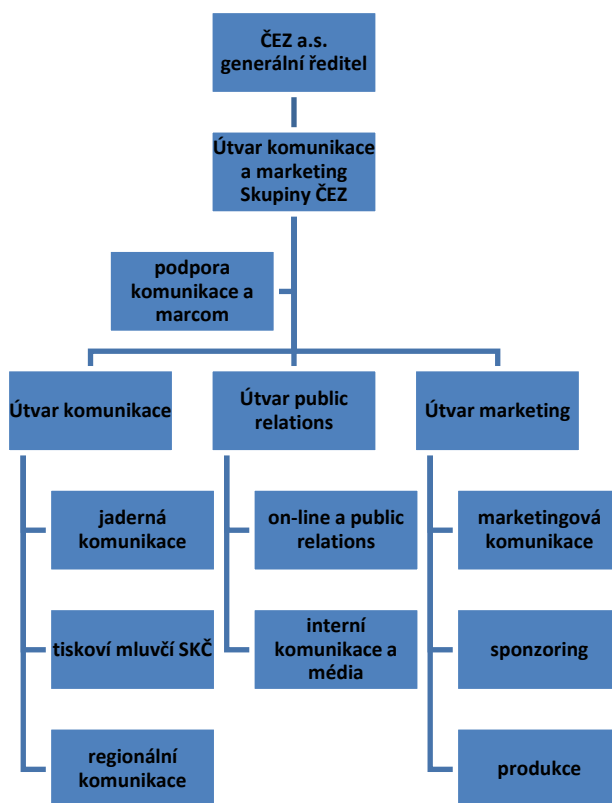 ČEZ a.s.
generální ředitel
Útvar komunikace
a marketing
Skupiny ČEZ
podpora
komunikace a
marcom
Útvar komunikace
Útvar public
relations
Útvar marketing
jaderná
komunikace
on-line a public
relations
marketingová
komunikace
tiskoví mluvčí SKČ
interní
komunikace a
média
sponzoring
regionální
komunikace
produkce